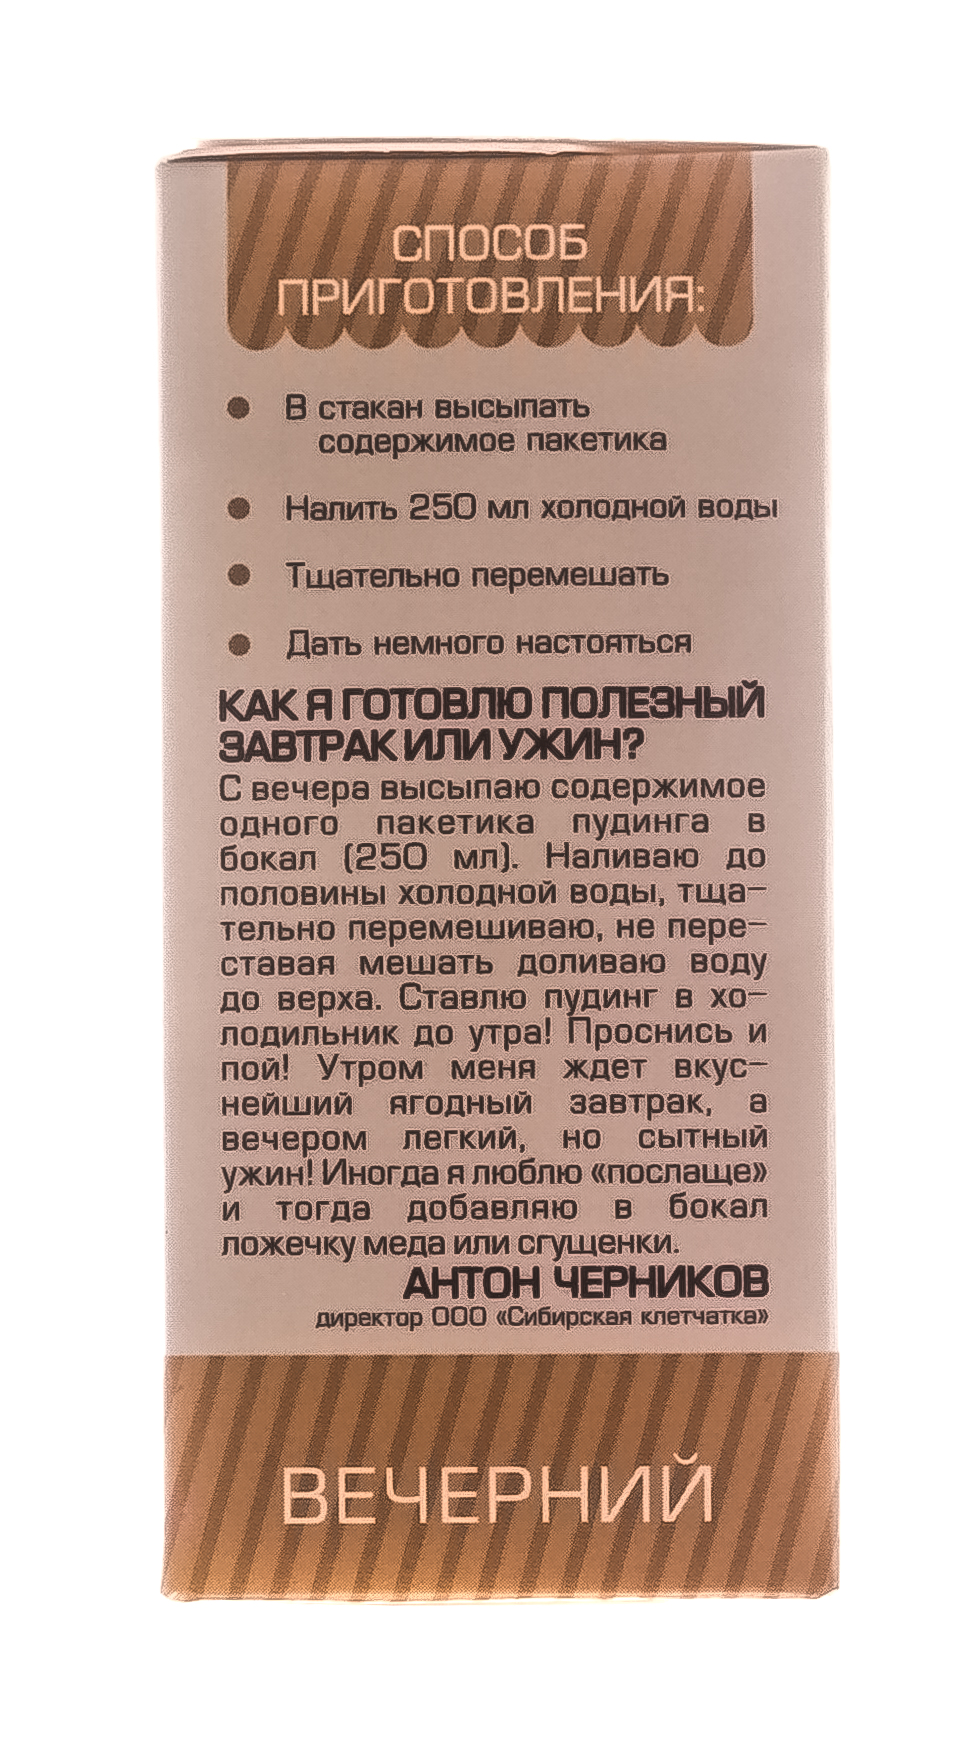 СПОСОБ
ПРИГОТОВЛЕНИЯ:
● В стакан высыпать
содержимое пакетика
● Налить 250 мл холодной воды
● Тщательно перемешать
● Дать немного настояться
КАК Я ГОТОВЛЮ ПОЛЕЗНЫЙ
ЗАВТРАК ИЛИ УЖИН?
С вечера высыпаю содержимое
одного пакетика пудинга в
бокал (250 мл). Наливаю до
половины холодной воды, тща-
тельно перемешиваю, не пере-
ставая мешать доливаю воду
до верха. Ставлю пудинг в хо-
лодильник до утра! Проснись и
пой! Утром меня ждет вкус-
нейший ягодный завтрак, а
вечером легкий, но сытный
ужин! Иногда я люблю «послаще»
и тогда добавляю в бокал
ложечку меда или сгущенки.
АНТОН ЧЕРНИКОВ
директор ООО «Сибирская клетчатка»
ВЕЧЕРНИЙ